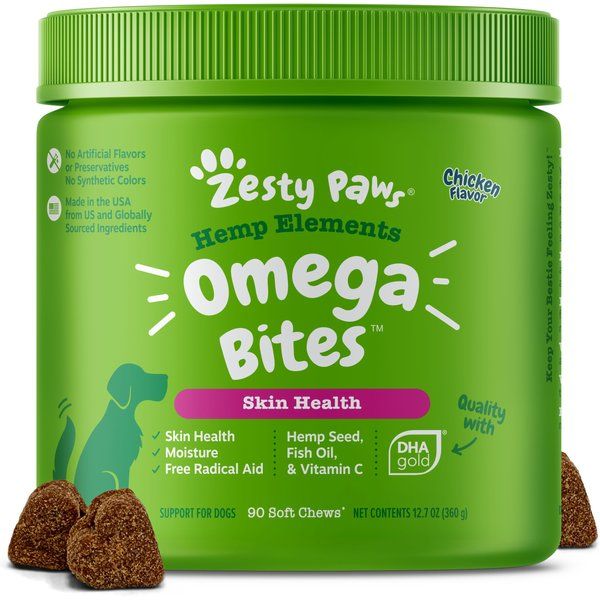 No Artificial Flavors
or Preservatives
No Synthetic Colors
Made in the USA
from US and Globally
Sourced Ingredients
Zesty Paws®
Chicken
Flavor
Hemp Elements
Omega
Bites™
Skin Health
✓ Skin Health
✓ Moisture
✓ Free Radical Aid
Hemp Seed,
Fish Oil,
& Vitamin C
DHA
gold®
Quality
with
SUPPORT FOR DOGS 90 Soft Chews* NET CONTENTS 12.7 OZ (360 g)
Keep Your Bestie Feeling Zesty!™